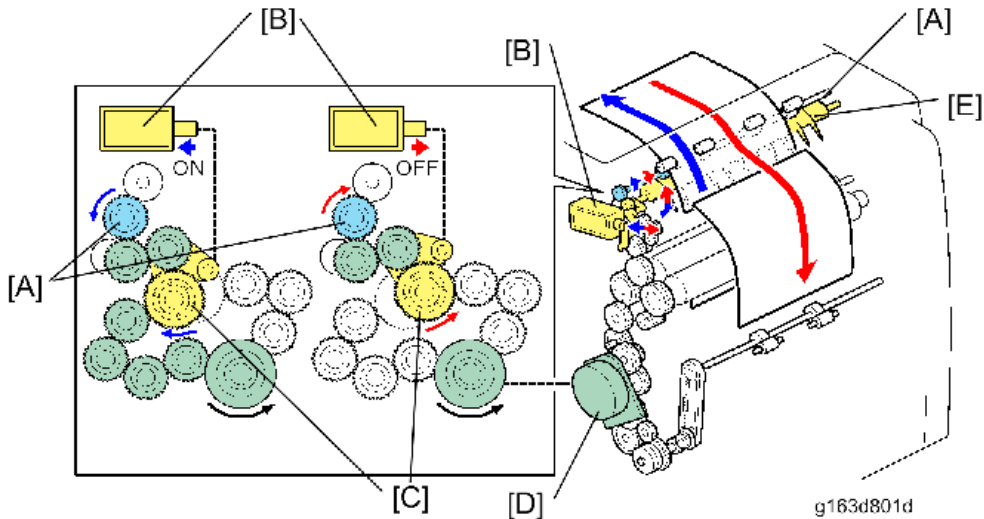 [B]
[A]
[B]
[E]
ON
OFF
[B]
[A]
[C]
[D]
g163d801d